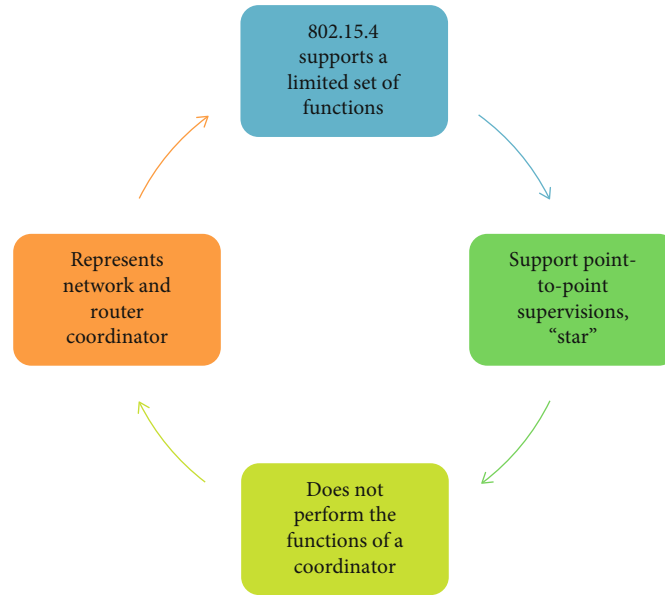 802.15.4
supports a
limited set of
functions
Support point-
to-point
supervisions,
“star”
Does not
perform the
functions of a
coordinator
Represents
network and
router
coordinator